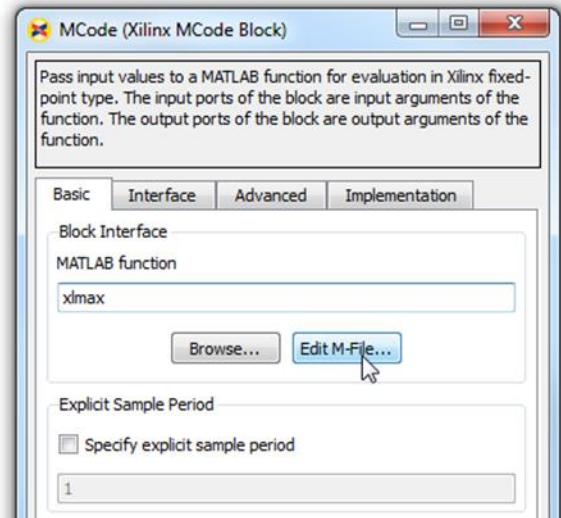 MCode (Xilinx MCode Block)
Pass input values to a MATLAB function for evaluation in Xilinx fixed-
point type. The input ports of the block are input arguments of the
function. The output ports of the block are output arguments of the
function.
Basic Interface Advanced Implementation
Block Interface
MATLAB function
xlmax
Browse... Edit M-File...
Explicit Sample Period
Specify explicit sample period
1